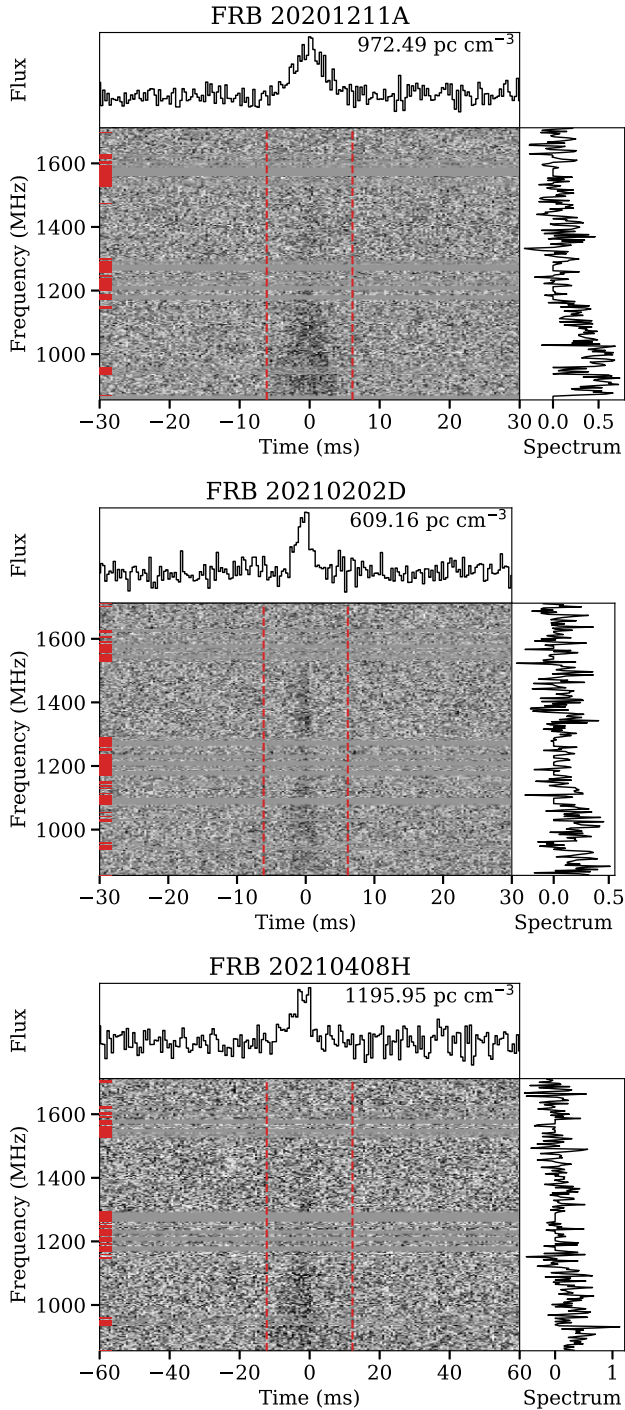 FRB 20201211A
972.49 pc cm⁻³
Flux
1600
1400
1200
1000
Frequency (MHz)
−30 −20 −10 0 10 20 30 0.0 0.5
Time (ms) Spectrum
FRB 20210202D
609.16 pc cm⁻³
Flux
1600
1400
1200
1000
Frequency (MHz)
−30 −20 −10 0 10 20 30 0.0 0.5
Time (ms) Spectrum
FRB 20210408H
1195.95 pc cm⁻³
Flux
1600
1400
1200
1000
Frequency (MHz)
−60 −40 −20 0 20 40 60 0 1
Time (ms) Spectrum